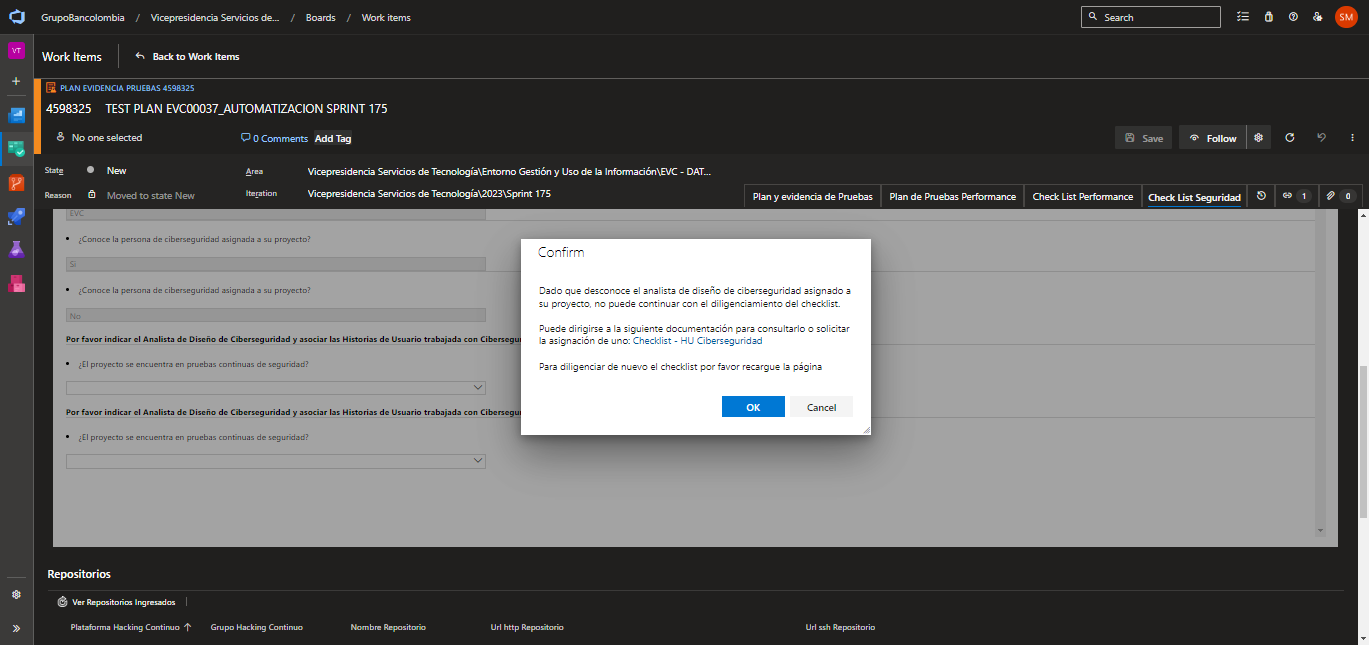 GrupoBancolombia / Vicepresidencia Servicios de... / Boards / Work items
Search
SM
VT
Work Items
Back to Work Items
PLAN EVIDENCIA PRUEBAS 4598325
4598325 TEST PLAN EVC00037_AUTOMATIZACION SPRINT 175
No one selected
0 Comments
Add Tag
Save
Follow
State
New
Area
Vicepresidencia Servicios de Tecnología\Entorno Gestión y Uso de la Información\EVC - DAT...
Reason
Moved to state New
Iteration
Vicepresidencia Servicios de Tecnología\2023\Sprint 175
Plan y evidencia de Pruebas
Plan de Pruebas Performance
Check List Performance
Check List Seguridad
1
0
EVC
• ¿Conoce la persona de ciberseguridad asignada a su proyecto?
Si
• ¿Conoce la persona de ciberseguridad asignada a su proyecto?
No
Por favor indicar el Analista de Diseño de Ciberseguridad y asociar las Historias de Usuario trabajada con Cibersegu
• ¿El proyecto se encuentra en pruebas continuas de seguridad?
Por favor indicar el Analista de Diseño de Ciberseguridad y asociar las Historias de Usuario trabajada con Cibersegu
• ¿El proyecto se encuentra en pruebas continuas de seguridad?
Confirm
Dado que desconoce el analista de diseño de ciberseguridad asignado a
su proyecto, no puede continuar con el diligenciamiento del checklist.
Puede dirigirse a la siguiente documentación para consultarlo o solicitar
la asignación de uno: Checklist - HU Ciberseguridad
Para diligenciar de nuevo el checklist por favor recargue la página
OK
Cancel
Repositorios
Ver Repositorios Ingresados
Plataforma Hacking Continuo ↑
Grupo Hacking Continuo
Nombre Repositorio
Url http Repositorio
Url ssh Repositorio